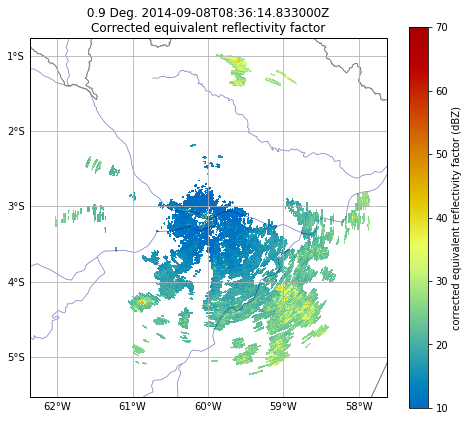 0.9 Deg. 2014-09-08T08:36:14.833000Z
Corrected equivalent reflectivity factor
1°S
2°S
3°S
4°S
5°S
62°W
61°W
60°W
59°W
58°W
70
60
50
40
30
20
10
corrected equivalent reflectivity factor (dBZ)